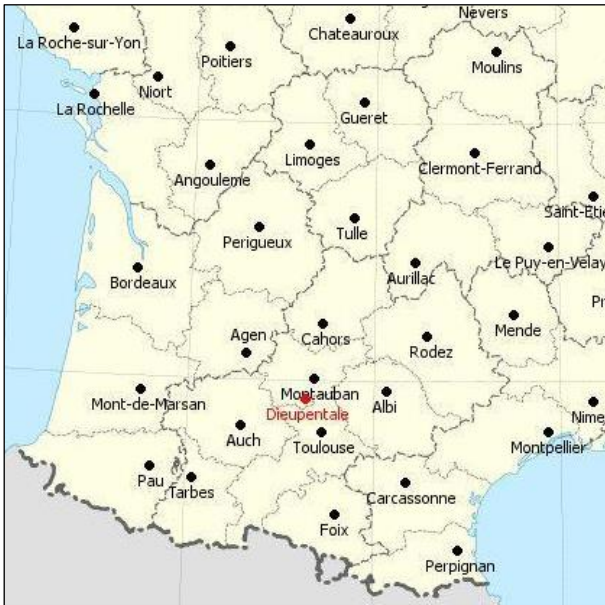 Nevers
Chateauroux
La Roche-sur-Yon
Poitiers
Moulins
Niort
La Rochelle
Gueret
Limoges
Clermont-Ferrand
Angouleme
Saint-Etie
Tulle
Perigueux
Le Puy-en-Velay
Aurillac
Bordeaux
Pr
Mende
Agen
Cahors
Rodez
Montauban
Mont-de-Marsan
Albi
Nime
Dieupentale
Auch
Toulouse
Montpellier
Pau
Tarbes
Carcassonne
Foix
Perpignan